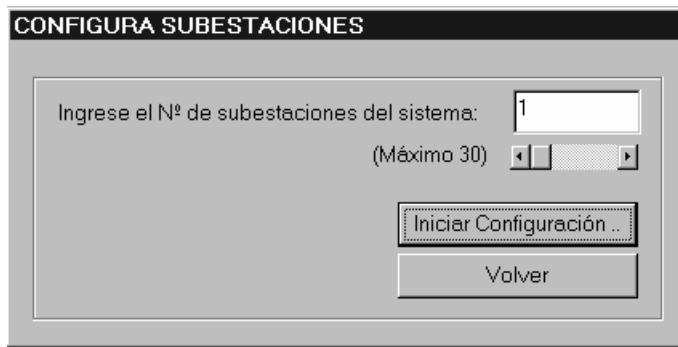 CONFIGURA SUBESTACIONES
Ingrese el Nº de subestaciones del sistema: 1
(Máximo 30)
Iniciar Configuración ..
Volver